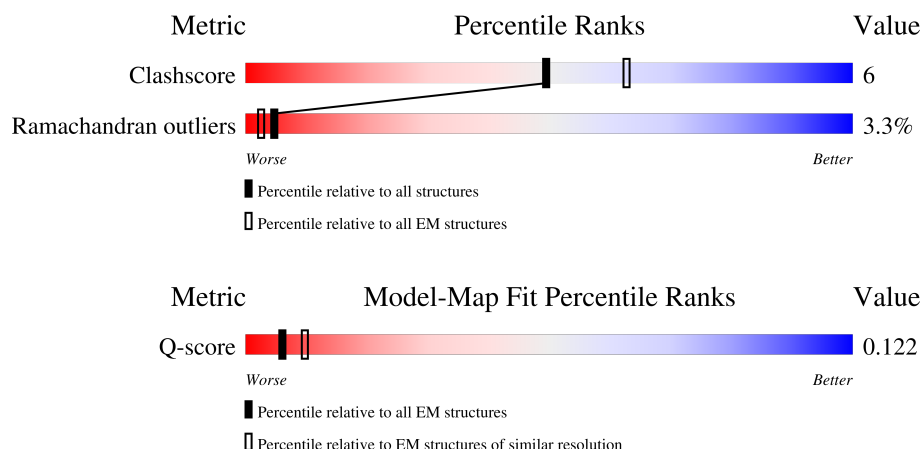 Metric Percentile Ranks Value
Clashscore 6
Ramachandran outliers 3.3%
Worse Better
Percentile relative to all structures
Percentile relative to all EM structures
Metric Model-Map Fit Percentile Ranks Value
Q-score 0.122
Worse Better
Percentile relative to all EM structures
Percentile relative to EM structures of similar resolution